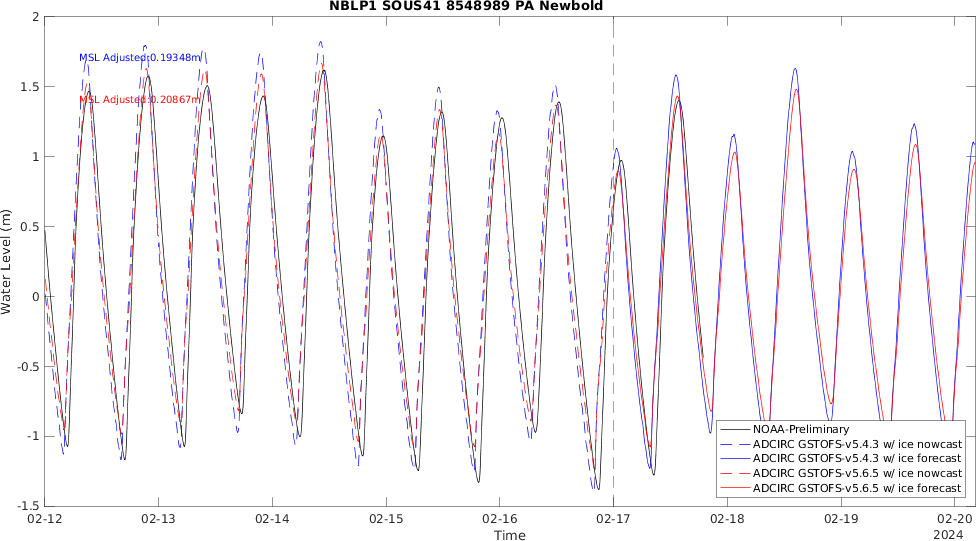 NBLP1 SOUS41 8548989 PA Newbold
MSL Adjusted:0.19348m
MSL Adjusted:0.20867m
Water Level (m)
2
1.5
1
0.5
0
-0.5
-1
-1.5
NOAA-Preliminary
ADCIRC GSTOFS-v5.4.3 w/ ice nowcast
ADCIRC GSTOFS-v5.4.3 w/ ice forecast
ADCIRC GSTOFS-v5.6.5 w/ ice nowcast
ADCIRC GSTOFS-v5.6.5 w/ ice forecast
02-12 02-13 02-14 02-15 02-16 02-17 02-18 02-19 02-20
2024
Time